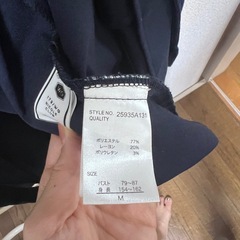 STYLE NO 25935A131
QUALITY
ポリエステル 77%
レーヨン 20%
ポリウレタン 3%
SIZE
バスト 79~87
身長 154~162
M